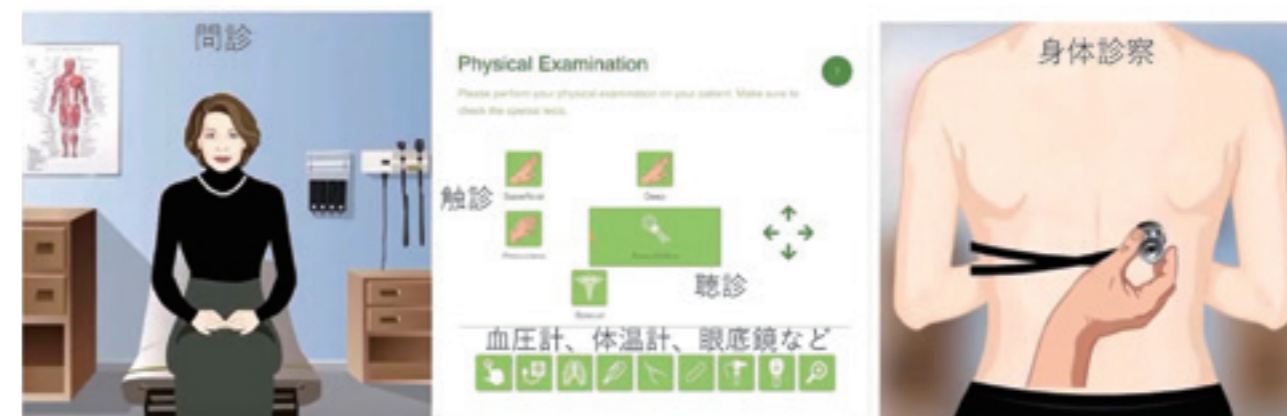 問診
Physical Examination
Please perform your physical examination on your patient. Make sure to
check the special tests.
触診
Superficial
Deep
Percussion
聴診
Special
血圧計、体温計、眼底鏡など
身体診察